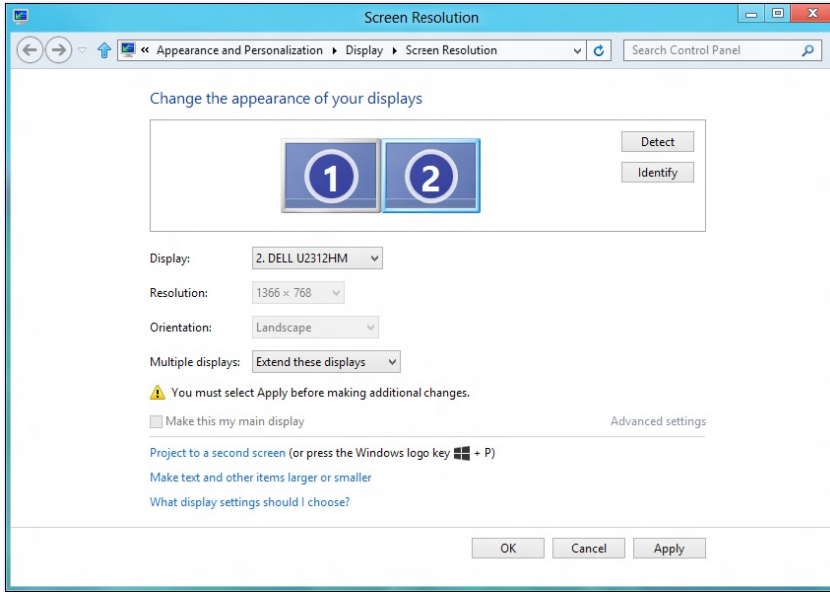 Screen Resolution
« Appearance and Personalization Display Screen Resolution
Search Control Panel
Change the appearance of your displays
1 2
Detect
Identify
Display: 2. DELL U2312HM
Resolution: 1366 × 768
Orientation: Landscape
Multiple displays: Extend these displays
You must select Apply before making additional changes.
Make this my main display
Advanced settings
Project to a second screen (or press the Windows logo key + P)
Make text and other items larger or smaller
What display settings should I choose?
OK Cancel Apply